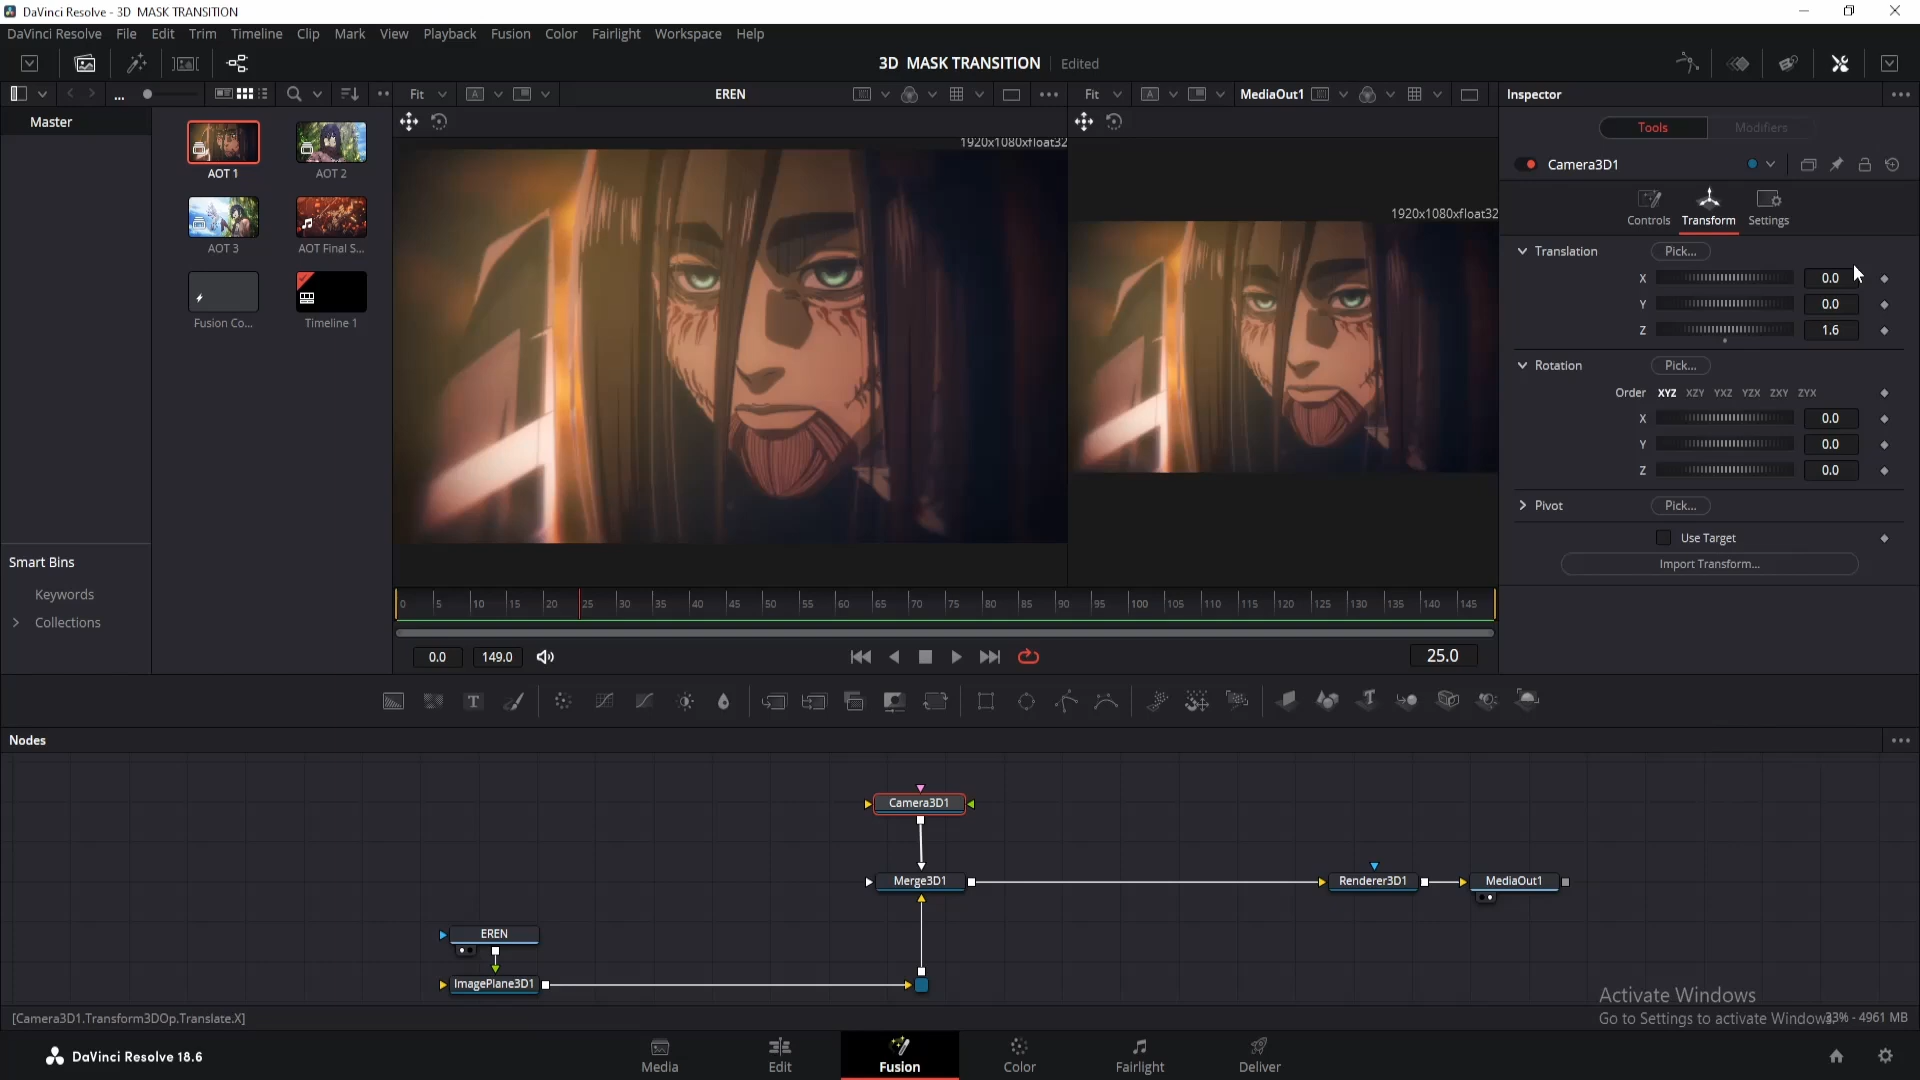 DaVinci Resolve - 3D  MASK TRANSITION
DaVinci Resolve File Edit Trim Timeline Clip Mark View Playback Fusion Color Fairlight Workspace Help
3D  MASK TRANSITION Edited
... Fit A EREN Fit A MediaOut1 Inspector
Master
AOT 1 AOT 2
AOT 3 AOT Final S...
Fusion Co... Timeline 1
Smart Bins
Keywords
Collections
1920x1080xfloat32
1920x1080xfloat32
Tools Modifiers
Camera3D1
Controls Transform Settings
Translation Pick...
X 0.0
Y 0.0
Z 1.6
Rotation Pick...
Order XYZ XZY YXZ YZX ZXY ZYX
X 0.0
Y 0.0
Z 0.0
Pivot Pick...
Use Target
Import Transform...
0 5 10 15 20 25 30 35 40 45 50 55 60 65 70 75 80 85 90 95 100 105 110 115 120 125 130 135 140 145
0.0 149.0 25.0
T T
Nodes
Camera3D1
Merge3D1 Renderer3D1 MediaOut1
EREN
ImagePlane3D1
Activate Windows
Go to Settings to activate Windows.
[Camera3D1.Transform3DOp.Translate.X] 33% - 4961 MB
DaVinci Resolve 18.6
Media Edit Fusion Color Fairlight Deliver